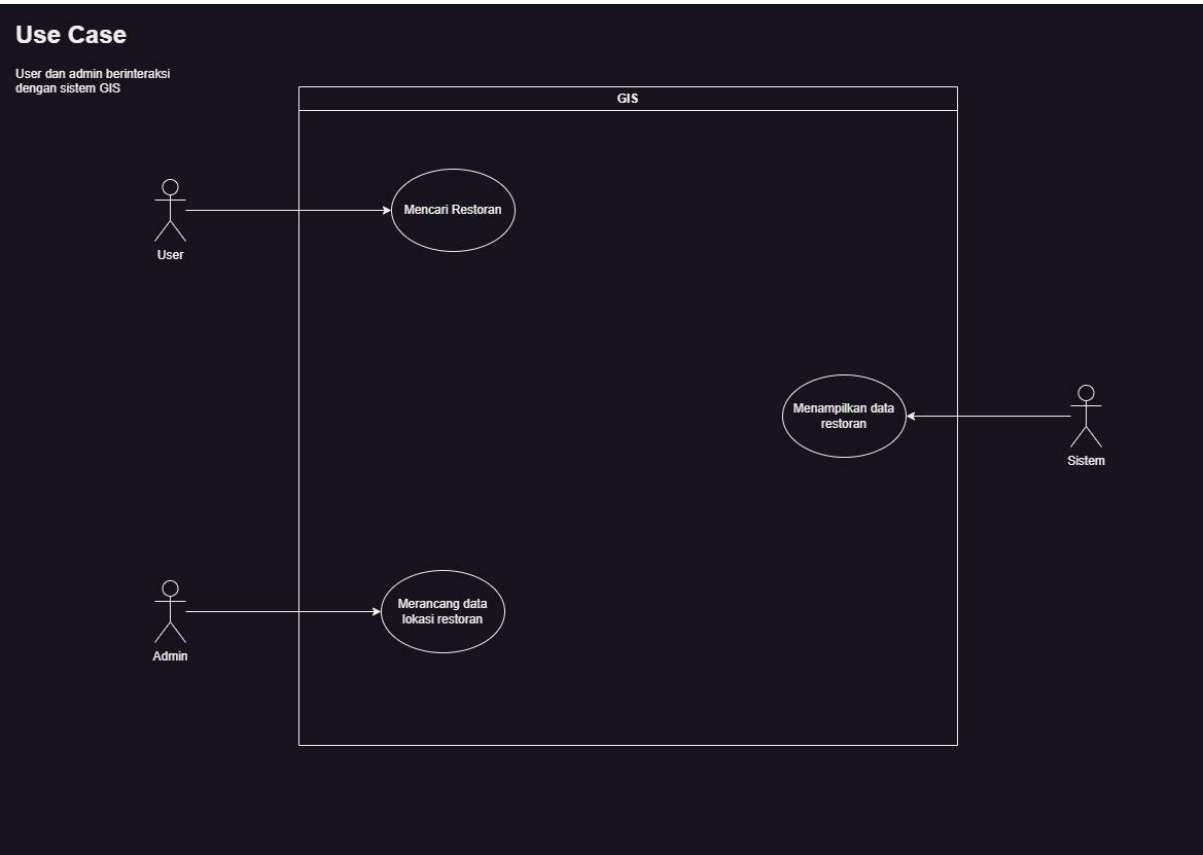 Use Case
User dan admin berinteraksi
dengan sistem GIS
GIS
Mencari Restoran
User
Menampilkan data
restoran
Sistem
Merancang data
lokasi restoran
Admin